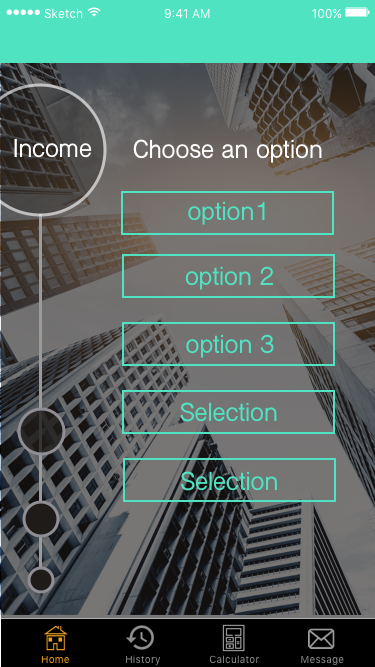 Sketch 9:41 AM 100%
Income
Choose an option
option1
option 2
option 3
Selection
Selection
Home History Calculator Message